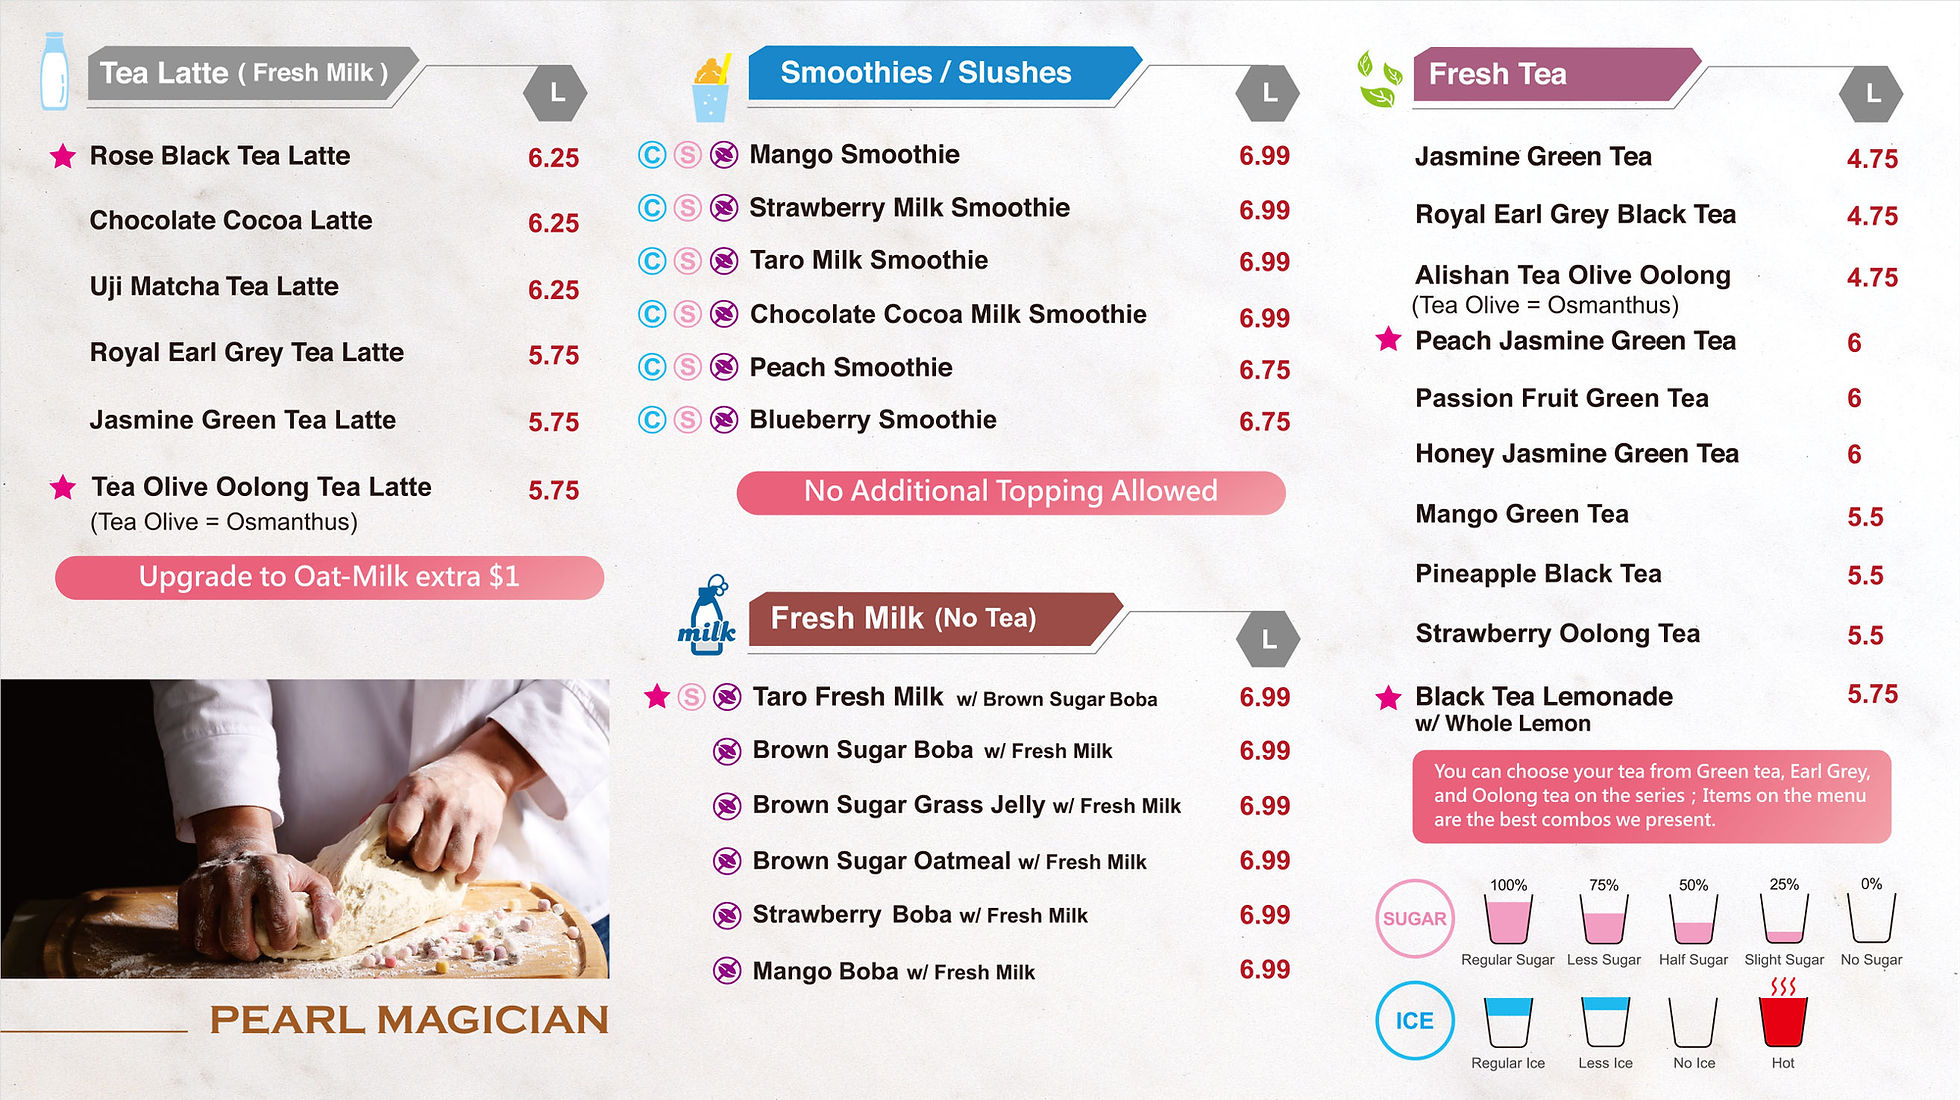 Tea Latte ( Fresh Milk )
L
Rose Black Tea Latte 6.25
Chocolate Cocoa Latte 6.25
Uji Matcha Tea Latte 6.25
Royal Earl Grey Tea Latte 5.75
Jasmine Green Tea Latte 5.75
Tea Olive Oolong Tea Latte 5.75
(Tea Olive = Osmanthus)
Upgrade to Oat-Milk extra $1
PEARL MAGICIAN
Smoothies / Slushes
L
C S Mango Smoothie 6.99
C S Strawberry Milk Smoothie 6.99
C S Taro Milk Smoothie 6.99
C S Chocolate Cocoa Milk Smoothie 6.99
C S Peach Smoothie 6.75
C S Blueberry Smoothie 6.75
No Additional Topping Allowed
milk
Fresh Milk (No Tea)
L
S Taro Fresh Milk w/ Brown Sugar Boba 6.99
Brown Sugar Boba w/ Fresh Milk 6.99
Brown Sugar Grass Jelly w/ Fresh Milk 6.99
Brown Sugar Oatmeal w/ Fresh Milk 6.99
Strawberry Boba w/ Fresh Milk 6.99
Mango Boba w/ Fresh Milk 6.99
Fresh Tea
L
Jasmine Green Tea 4.75
Royal Earl Grey Black Tea 4.75
Alishan Tea Olive Oolong 4.75
(Tea Olive = Osmanthus)
Peach Jasmine Green Tea 6
Passion Fruit Green Tea 6
Honey Jasmine Green Tea 6
Mango Green Tea 5.5
Pineapple Black Tea 5.5
Strawberry Oolong Tea 5.5
Black Tea Lemonade 5.75
w/ Whole Lemon
You can choose your tea from Green tea, Earl Grey,
and Oolong tea on the series ; Items on the menu
are the best combos we present.
100% 75% 50% 25% 0%
SUGAR
Regular Sugar Less Sugar Half Sugar Slight Sugar No Sugar
ICE
Regular Ice Less Ice No Ice Hot